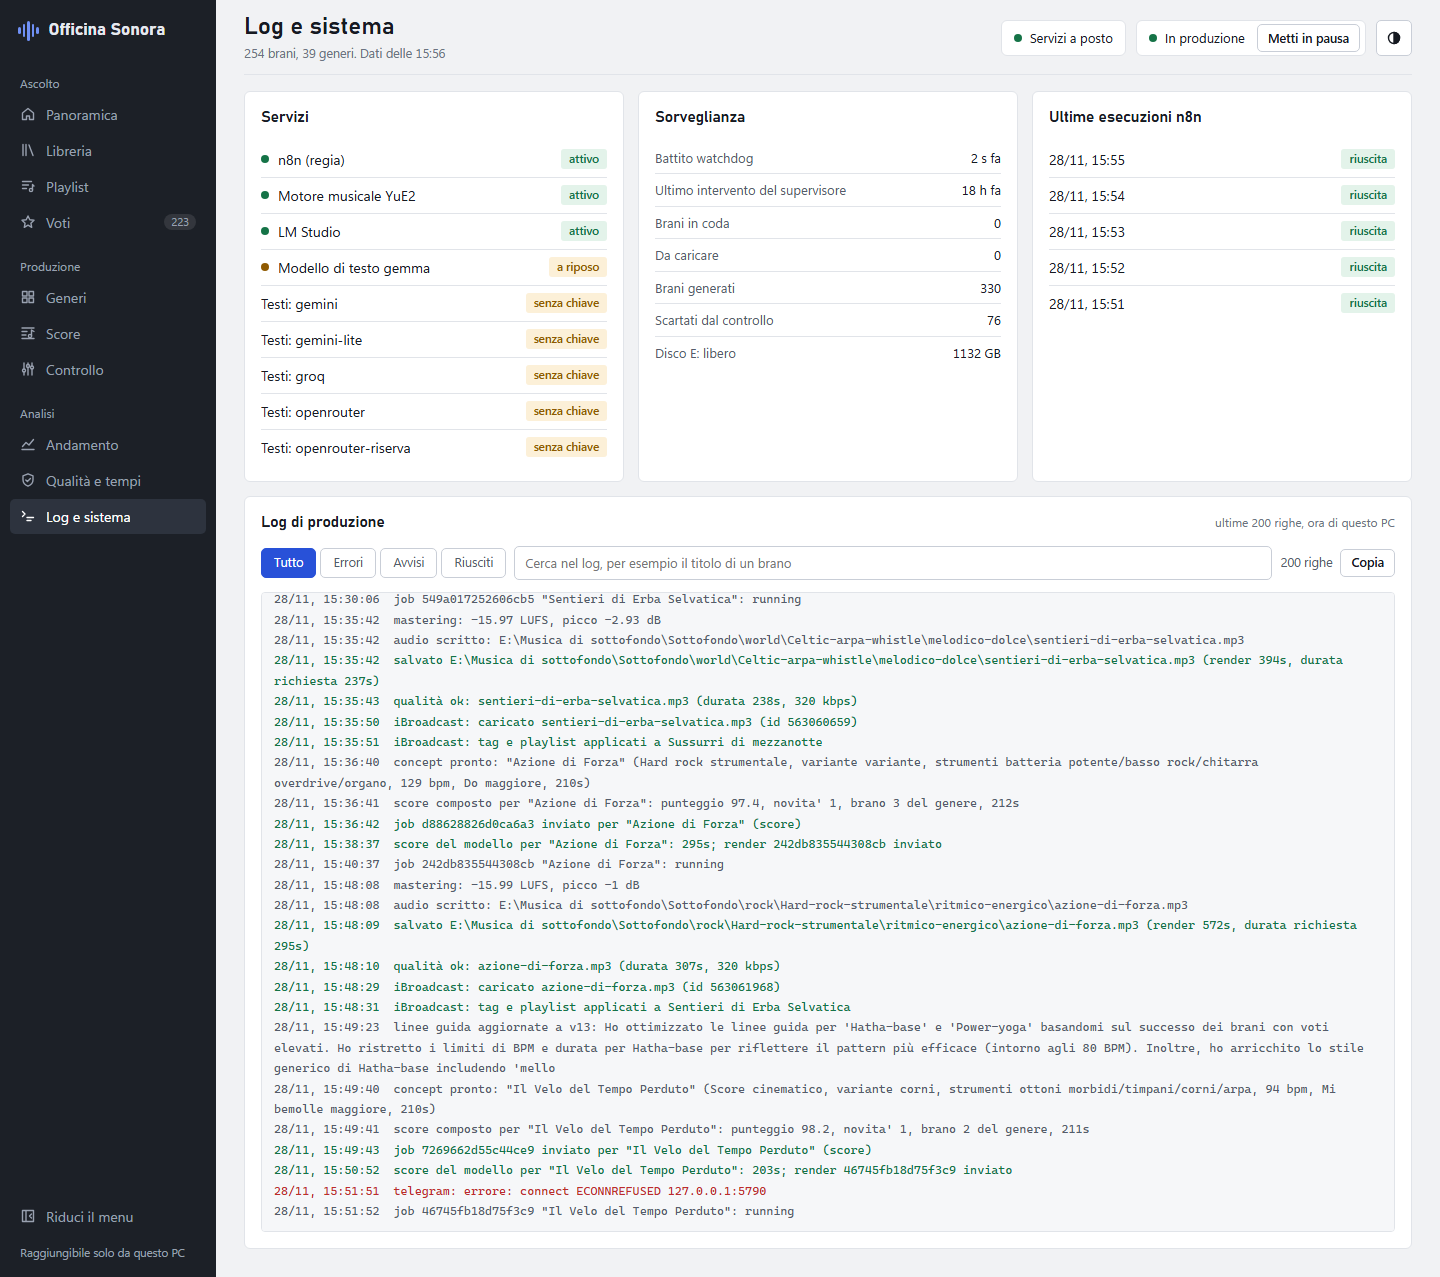 Officina Sonora
Ascolto
Panoramica
Libreria
Playlist
Voti 223
Produzione
Generi
Score
Controllo
Analisi
Andamento
Qualità e tempi
Log e sistema
Riduci il menu
Raggiungibile solo da questo PC
Log e sistema
254 brani, 39 generi. Dati delle 15:56
Servizi a posto
In produzione
Metti in pausa
Servizi
n8n (regia) attivo
Motore musicale YuE2 attivo
LM Studio attivo
Modello di testo gemma a riposo
Testi: gemini senza chiave
Testi: gemini-lite senza chiave
Testi: groq senza chiave
Testi: openrouter senza chiave
Testi: openrouter-riserva senza chiave
Sorveglianza
Battito watchdog 2 s fa
Ultimo intervento del supervisore 18 h fa
Brani in coda 0
Da caricare 0
Brani generati 330
Scartati dal controllo 76
Disco E: libero 1132 GB
Ultime esecuzioni n8n
28/11, 15:55 riuscita
28/11, 15:54 riuscita
28/11, 15:53 riuscita
28/11, 15:52 riuscita
28/11, 15:51 riuscita
Log di produzione
ultime 200 righe, ora di questo PC
Tutto Errori Avvisi Riusciti Cerca nel log, per esempio il titolo di un brano 200 righe Copia
28/11, 15:30:06 job 549a017252606cb5 "Sentieri di Erba Selvatica": running
28/11, 15:35:42 mastering: -15.97 LUFS, picco -2.93 dB
28/11, 15:35:42 audio scritto: E:\Musica di sottofondo\Sottofondo\world\Celtic-arpa-whistle\melodico-dolce\sentieri-di-erba-selvatica.mp3
28/11, 15:35:42 salvato E:\Musica di sottofondo\Sottofondo\world\Celtic-arpa-whistle\melodico-dolce\sentieri-di-erba-selvatica.mp3 (render 394s, durata
richiesta 237s)
28/11, 15:35:43 qualità ok: sentieri-di-erba-selvatica.mp3 (durata 238s, 320 kbps)
28/11, 15:35:50 iBroadcast: caricato sentieri-di-erba-selvatica.mp3 (id 563060659)
28/11, 15:35:51 iBroadcast: tag e playlist applicati a Sussurri di mezzanotte
28/11, 15:36:40 concept pronto: "Azione di Forza" (Hard rock strumentale, variante variante, strumenti batteria potente/basso rock/chitarra
overdrive/organo, 129 bpm, Do maggiore, 210s)
28/11, 15:36:41 score composto per "Azione di Forza": punteggio 97.4, novita' 1, brano 3 del genere, 212s
28/11, 15:36:42 job d88628826d0ca6a3 inviato per "Azione di Forza" (score)
28/11, 15:38:37 score del modello per "Azione di Forza": 295s; render 242db835544308cb inviato
28/11, 15:40:37 job 242db835544308cb "Azione di Forza": running
28/11, 15:48:08 mastering: -15.99 LUFS, picco -1 dB
28/11, 15:48:08 audio scritto: E:\Musica di sottofondo\Sottofondo\rock\Hard-rock-strumentale\ritmico-energico\azione-di-forza.mp3
28/11, 15:48:09 salvato E:\Musica di sottofondo\Sottofondo\rock\Hard-rock-strumentale\ritmico-energico\azione-di-forza.mp3 (render 572s, durata richiesta
295s)
28/11, 15:48:10 qualità ok: azione-di-forza.mp3 (durata 307s, 320 kbps)
28/11, 15:48:29 iBroadcast: caricato azione-di-forza.mp3 (id 563061968)
28/11, 15:48:31 iBroadcast: tag e playlist applicati a Sentieri di Erba Selvatica
28/11, 15:49:23 linee guida aggiornate a v13: Ho ottimizzato le linee guida per 'Hatha-base' e 'Power-yoga' basandomi sul successo dei brani con voti
elevati. Ho ristretto i limiti di BPM e durata per Hatha-base per riflettere il pattern più efficace (intorno agli 80 BPM). Inoltre, ho arricchito lo stile
generico di Hatha-base includendo 'mello
28/11, 15:49:40 concept pronto: "Il Velo del Tempo Perduto" (Score cinematico, variante corni, strumenti ottoni morbidi/timpani/corni/arpa, 94 bpm, Mi
bemolle maggiore, 210s)
28/11, 15:49:41 score composto per "Il Velo del Tempo Perduto": punteggio 98.2, novita' 1, brano 2 del genere, 211s
28/11, 15:49:43 job 7269662d55c44ce9 inviato per "Il Velo del Tempo Perduto" (score)
28/11, 15:50:52 score del modello per "Il Velo del Tempo Perduto": 203s; render 46745fb18d75f3c9 inviato
28/11, 15:51:51 telegram: errore: connect ECONNREFUSED 127.0.0.1:5790
28/11, 15:51:52 job 46745fb18d75f3c9 "Il Velo del Tempo Perduto": running